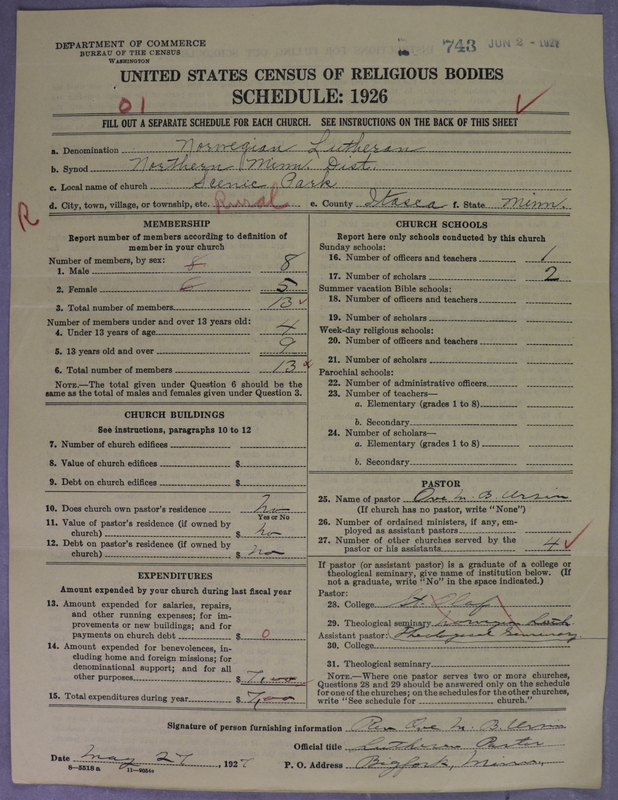 743 JUN 2 - 1927
DEPARTMENT OF COMMERCE
BUREAU OF THE CENSUS
WASHINGTON
UNITED STATES CENSUS OF RELIGIOUS BODIES
SCHEDULE: 1926
01
FILL OUT A SEPARATE SCHEDULE FOR EACH CHURCH. SEE INSTRUCTIONS ON THE BACK OF THIS SHEET
a. Denomination Norwegian Lutheran
b. Synod Northern Minn. Dist.
c. Local name of church Scenic Park
d. City, town, village, or township, etc. Rural e. County Itasca f. State Minn.
R
MEMBERSHIP
Report number of members according to definition of member in your church
Number of members, by sex:
1. Male 8 8
2. Female 6 5
3. Total number of members 13
Number of members under and over 13 years old:
4. Under 13 years of age 4
5. 13 years old and over 9
6. Total number of members 13
NOTE.—The total given under Question 6 should be the
same as the total of males and females given under Question 3.
CHURCH BUILDINGS
See instructions, paragraphs 10 to 12
7. Number of church edifices
8. Value of church edifices $
9. Debt on church edifices $
10. Does church own pastor's residence No
Yes or No
11. Value of pastor's residence (if owned by
church) $ no
12. Debt on pastor's residence (if owned by
church) $ no
EXPENDITURES
Amount expended by your church during last fiscal year
13. Amount expended for salaries, repairs,
and other running expenses; for im-
provements or new buildings; and for
payments on church debt $ 0
14. Amount expended for benevolences, in-
cluding home and foreign missions; for
denominational support; and for all
other purposes $ 7,00
15. Total expenditures during year $ 7,00
CHURCH SCHOOLS
Report here only schools conducted by this church
Sunday schools:
16. Number of officers and teachers 1
17. Number of scholars 2
Summer vacation Bible schools:
18. Number of officers and teachers
19. Number of scholars
Week-day religious schools:
20. Number of officers and teachers
21. Number of scholars
Parochial schools:
22. Number of administrative officers
23. Number of teachers—
a. Elementary (grades 1 to 8)
b. Secondary
24. Number of scholars—
a. Elementary (grades 1 to 8)
b. Secondary
PASTOR
25. Name of pastor Ove M. B. Ursin
(If church has no pastor, write "None")
26. Number of ordained ministers, if any, em-
ployed as assistant pastors
27. Number of other churches served by the
pastor or his assistants 4
If pastor (or assistant pastor) is a graduate of a college or
theological seminary, give name of institution below. (If
not a graduate, write "No" in the space indicated.)
Pastor:
28. College St. Olaf
29. Theological seminary Norwegian Luth
Assistant pastor: Theological Seminary
30. College
31. Theological seminary
NOTE.—Where one pastor serves two or more churches,
Questions 28 and 29 should be answered only on the schedule
for one of the churches; on the schedules for the other churches,
write "See schedule for church."
Signature of person furnishing information Rev. Ove M. B. Ursin
Official title Lutheran Pastor
Date May 27, 1927 P. O. Address Bigfork, Minn.
8—5518a